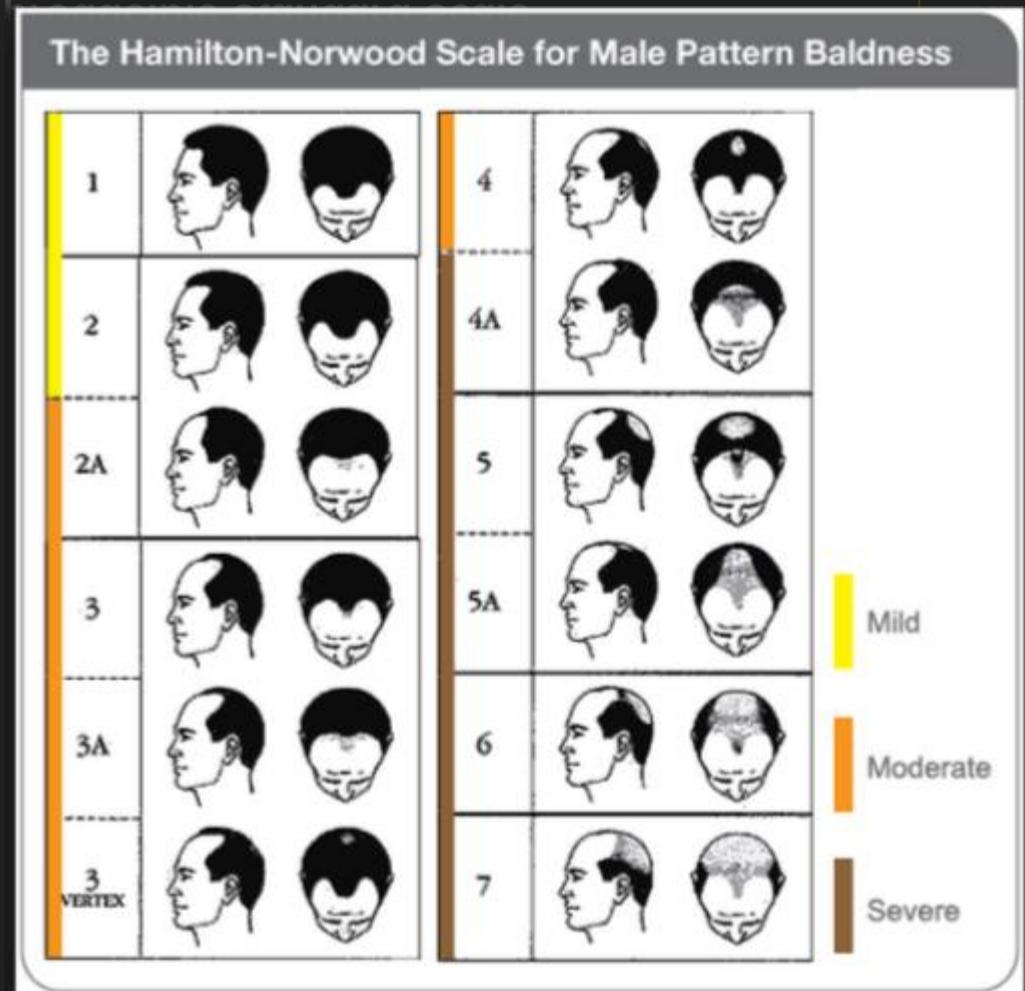 The Hamilton-Norwood Scale for Male Pattern Baldness
1
2
2A
3
3A
3
VERTEX
4
4A
5
5A
6
7
Mild
Moderate
Severe